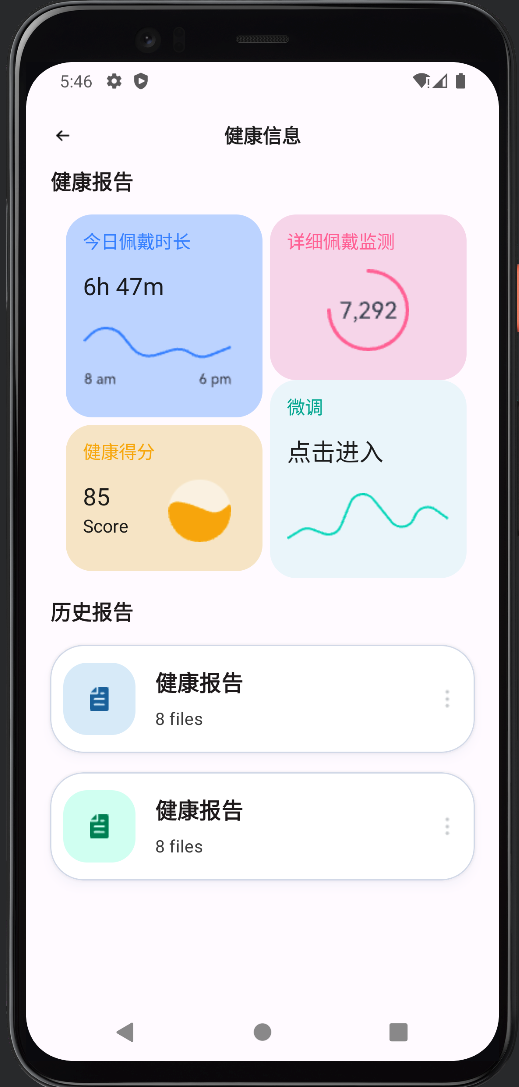 5:46
健康信息
健康报告
今日佩戴时长
6h 47m
8 am
6 pm
详细佩戴监测
7,292
健康得分
85
Score
微调
点击进入
历史报告
健康报告
8 files
健康报告
8 files